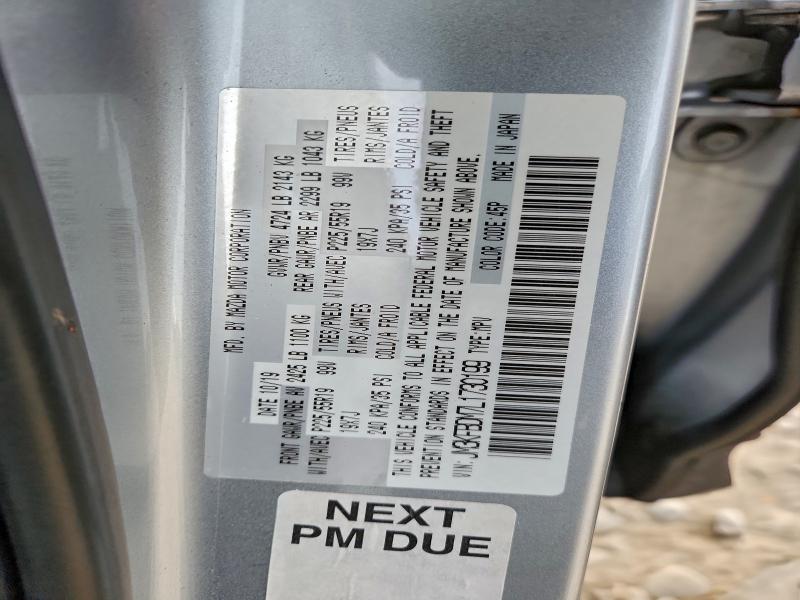 MFD. BY MAZDA MOTOR CORPORATION
DATE 10/19 GVWR/PNBV 4724 LB 2143 KG
FRONT GAWR/PNBE AV 2425 LB 1100 KG REAR GAWR/PNBE AR 2299 LB 1043 KG
WITH/AVEC P225/55R19 99V TIRES/PNEUS WITH/AVEC P225/55R19 99V TIRES/PNEUS
19X7J RIMS/JANTES 19X7J RIMS/JANTES
240 KPA/35 PSI COLD/A FROID 240 KPA/35 PSI COLD/A FROID
THIS VEHICLE CONFORMS TO ALL APPLICABLE FEDERAL MOTOR VEHICLE SAFETY AND THEFT
PREVENTION STANDARDS IN EFFECT ON THE DATE OF MANUFACTURE SHOWN ABOVE.
VIN: JM3KFBDM7L1730199 TYPE:MPV
COLOR CODE:45P MADE IN JAPAN
NEXT
PM DUE